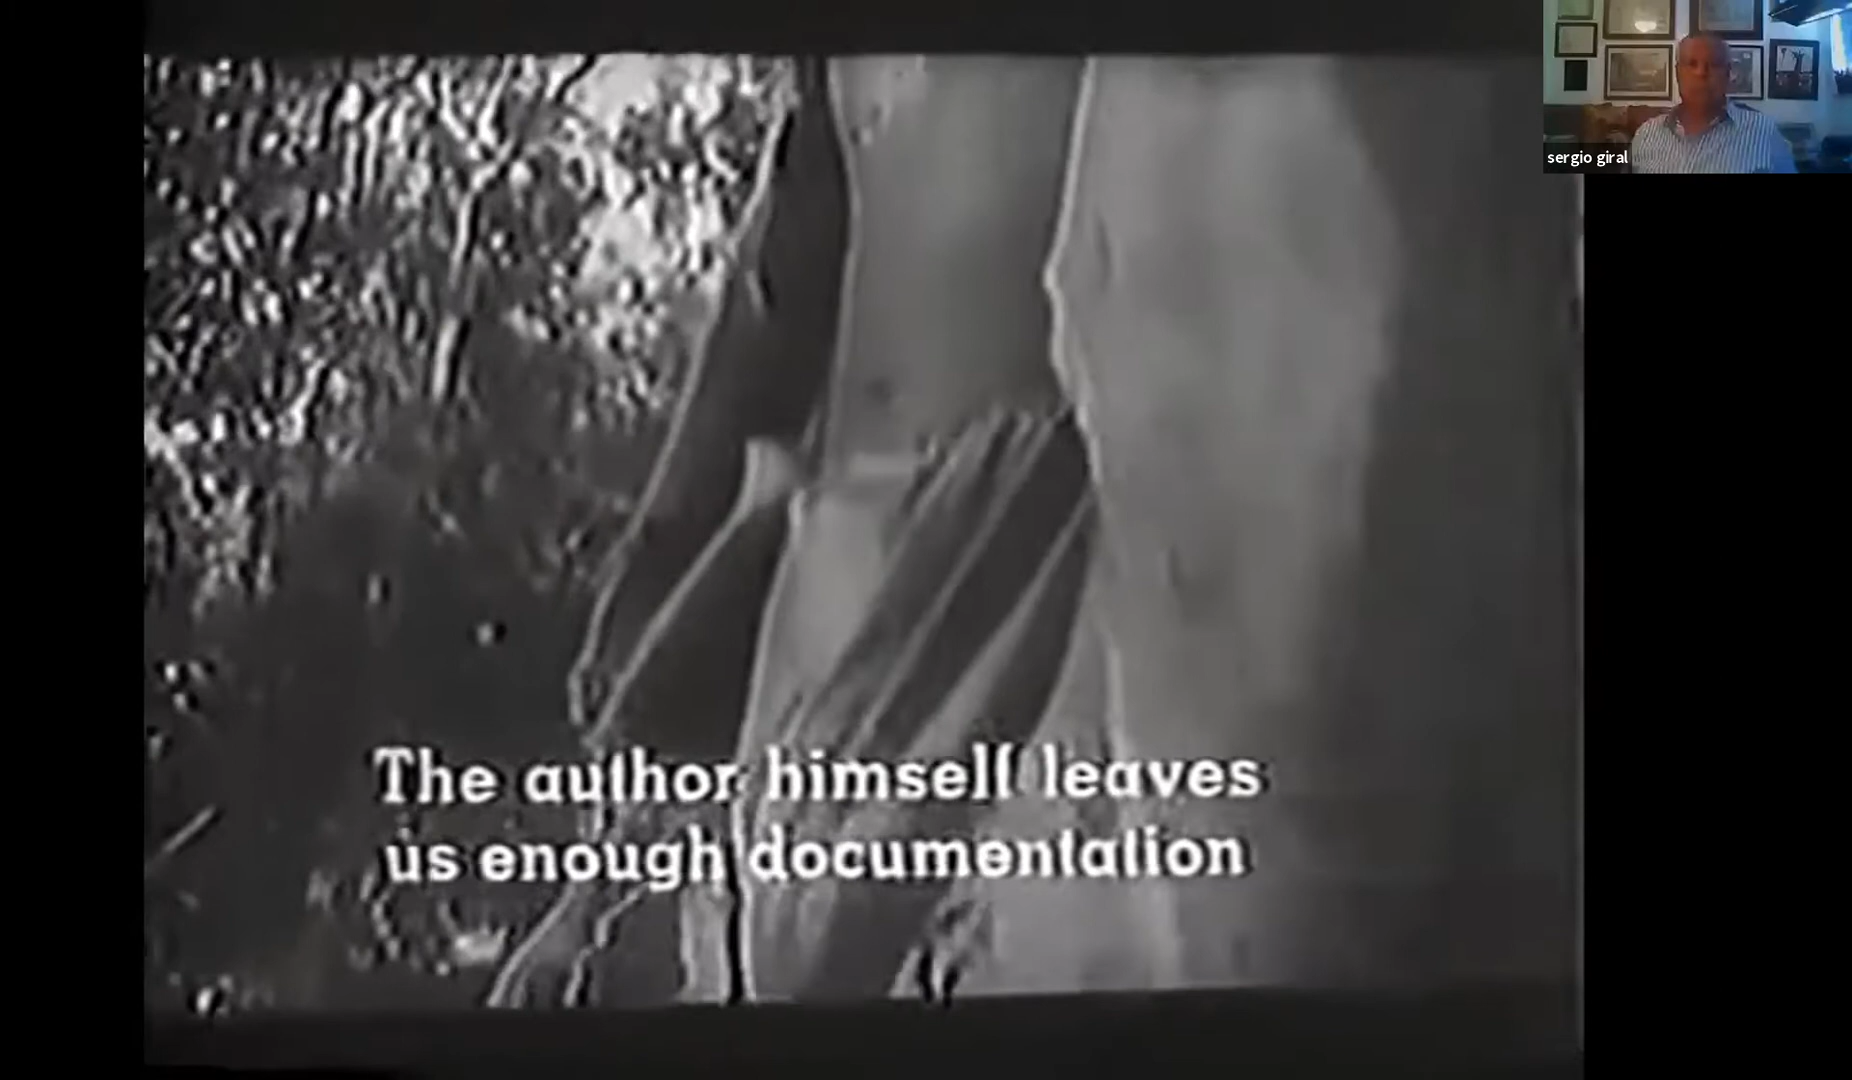 sergio giral
The author himself leaves
us enough documentation